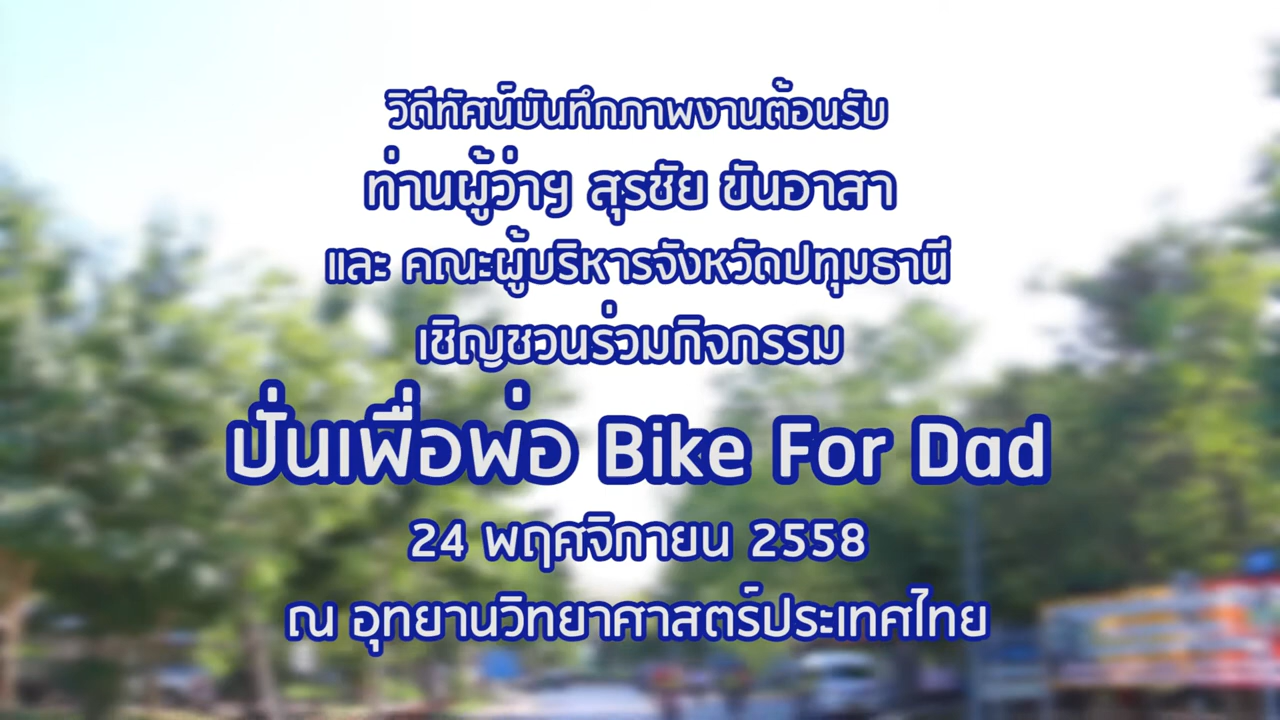 วิดีทัศน์บันทึกภาพงานต้อนรับ
ท่านผู้ว่าฯ สุรชัย ขันอาสา
และ คณะผู้บริหารจังหวัดปทุมธานี
เชิญชวนร่วมกิจกรรม
ปั่นเพื่อพ่อ Bike For Dad
24 พฤศจิกายน 2558
ณ อุทยานวิทยาศาสตร์ประเทศไทย